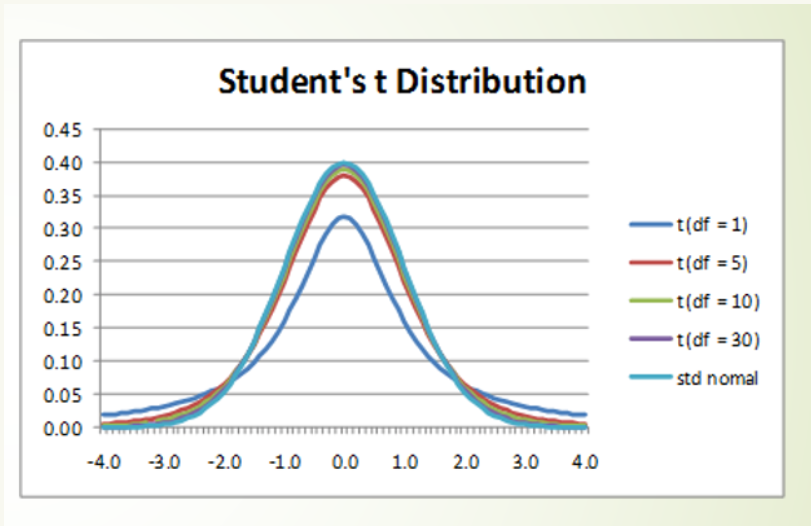 Student's t Distribution
0.45
0.40
0.35
0.30
0.25
0.20
0.15
0.10
0.05
0.00
-4.0 -3.0 -2.0 -1.0 0.0 1.0 2.0 3.0 4.0
t(df = 1)
t(df = 5)
t(df = 10)
t(df = 30)
std nomal